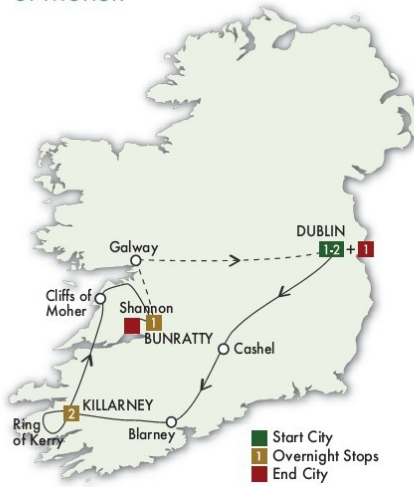 DUBLIN
1-2 + 1
Galway
Cliffs of
Moher
Shannon
1
BUNRATTY
Cashel
2 KILLARNEY
Ring
of Kerry
Blarney
Start City
1 Overnight Stops
End City